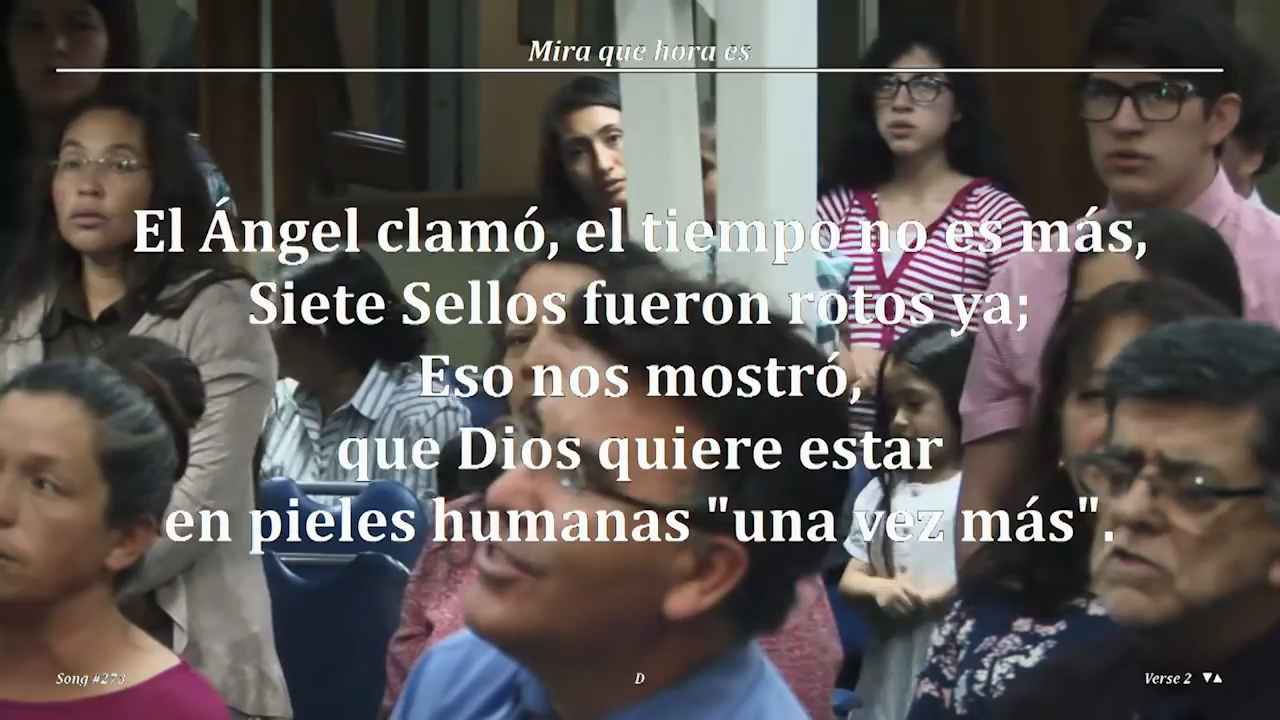 Mira que hora es
El Ángel clamó, el tiempo no es más,
Siete Sellos fueron rotos ya;
Eso nos mostró,
que Dios quiere estar
en pieles humanas "una vez más".
Song #273
D
Verse 2 ▼▲